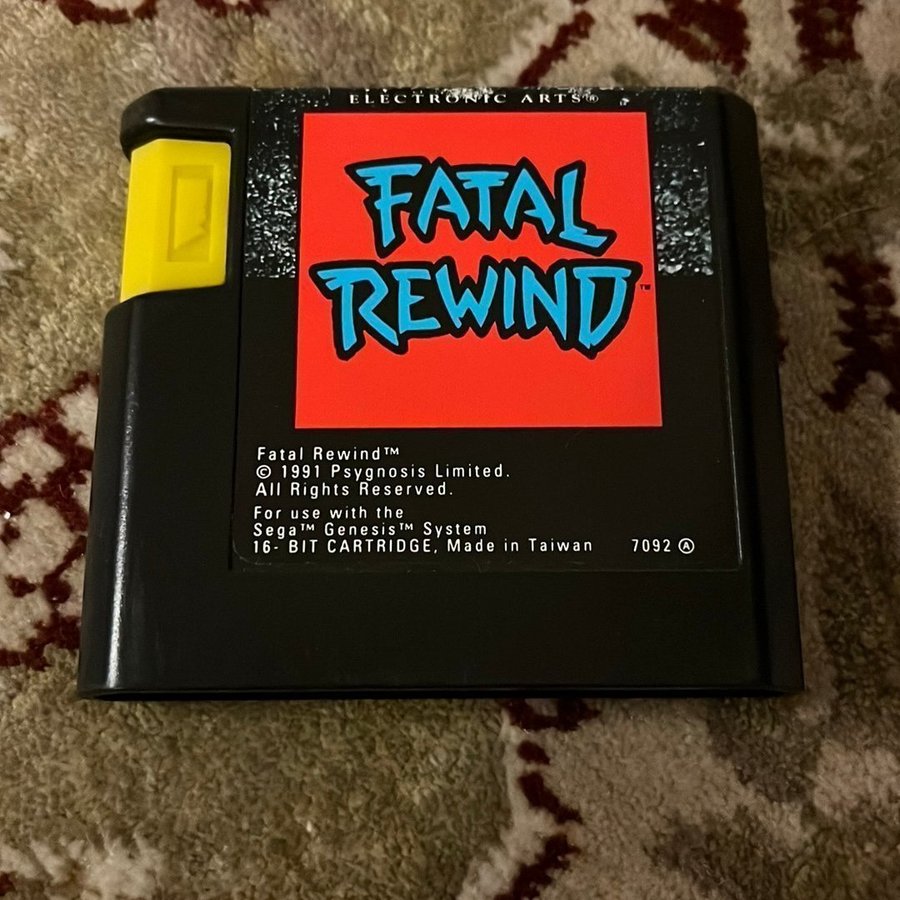 ELECTRONIC ARTS®
FATAL
REWIND™
Fatal Rewind™
© 1991 Psygnosis Limited.
All Rights Reserved.
For use with the
Sega™ Genesis™ System
16- BIT CARTRIDGE, Made in Taiwan 7092 Ⓐ